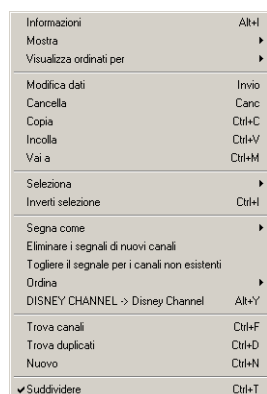 Informazioni Alt+I
Mostra
Visualizza ordinati per
Modifica dati Invio
Cancella Canc
Copia Ctrl+C
Incolla Ctrl+V
Vai a Ctrl+M
Seleziona
Inverti selezione Ctrl+I
Segna come
Eliminare i segnali di nuovi canali
Togliere il segnale per i canali non esistenti
Ordina
DISNEY CHANNEL -> Disney Channel Alt+Y
Trova canali Ctrl+F
Trova duplicati Ctrl+D
Nuovo Ctrl+N
Suddividere Ctrl+T